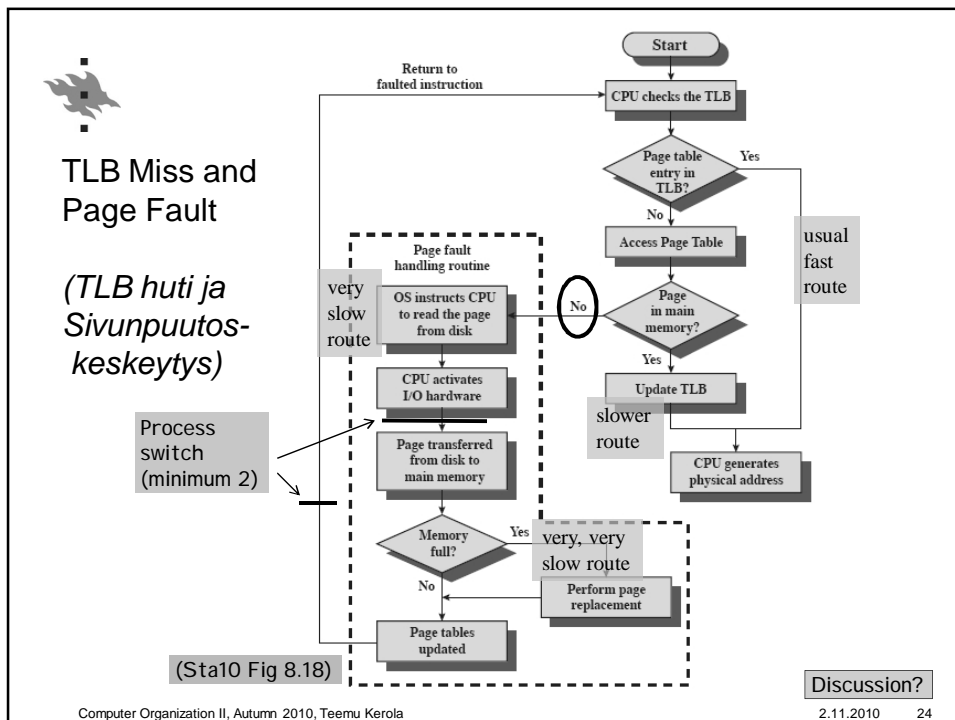 Start
Return to
faulted instruction
CPU checks the TLB
TLB Miss and
Page Fault
(TLB huti ja
Sivunpuutos-
keskeytys)
Page table
entry in
TLB?
Yes
No
usual
fast
route
Access Page Table
Page fault
handling routine
very
slow
route
OS instructs CPU
to read the page
from disk
No
Page
in main
memory?
Yes
CPU activates
I/O hardware
Update TLB
slower
route
Process
switch
(minimum 2)
Page transferred
from disk to
main memory
CPU generates
physical address
Memory
full?
Yes
very, very
slow route
No
Perform page
replacement
Page tables
updated
(Sta10 Fig 8.18)
Discussion?
Computer Organization II, Autumn 2010, Teemu Kerola
2.11.2010
24